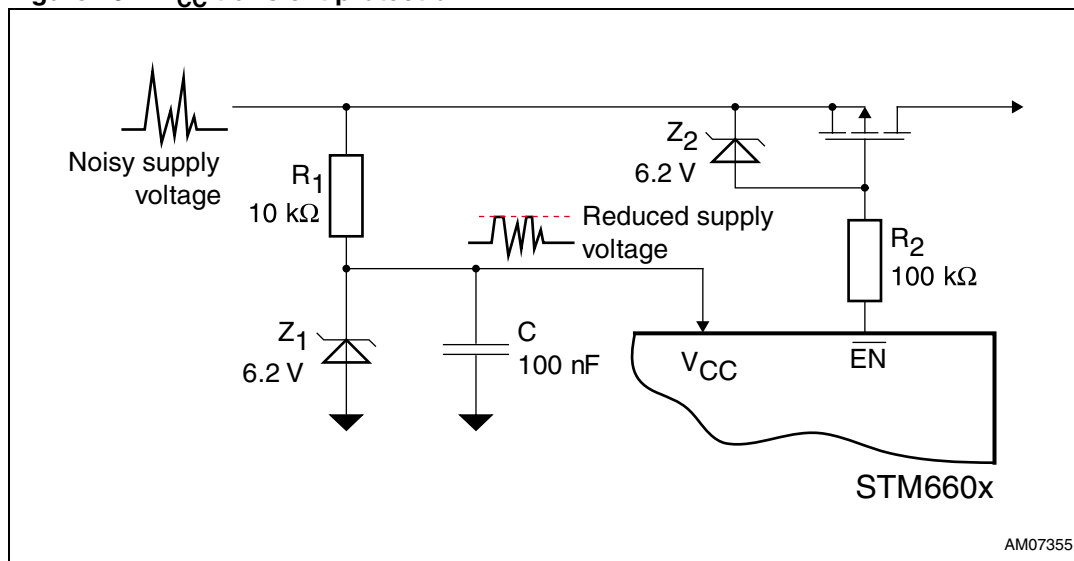 Noisy supply
voltage
R1
10 kΩ
Z2
6.2 V
Reduced supply
voltage
R2
100 kΩ
Z1
6.2 V
C
100 nF
VCC
EN
STM660x
AM07355